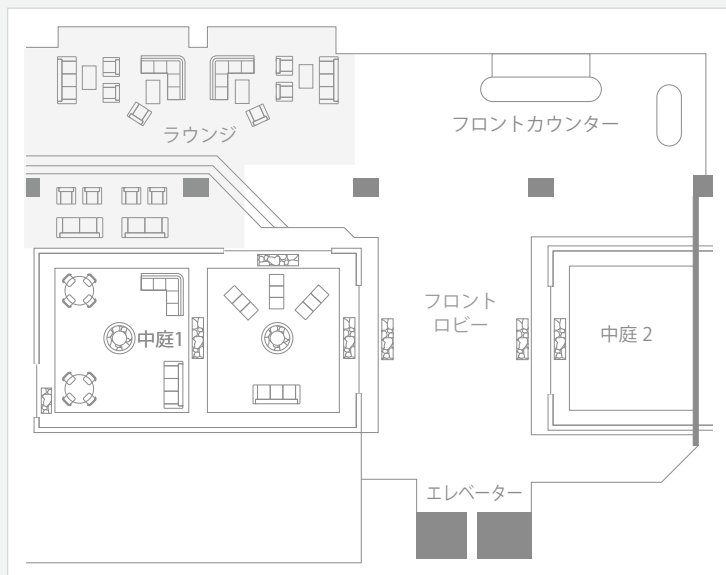 ラウンジ
フロントカウンター
フロント
ロビー
中庭1
中庭 2
エレベーター